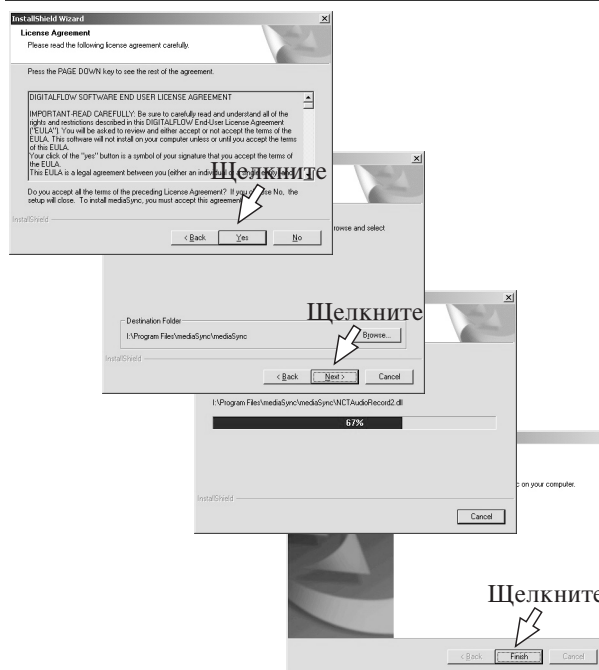 InstallShield Wizard
License Agreement
Please read the following license agreement carefully.
Press the PAGE DOWN key to see the rest of the agreement.
DIGITALFLOW SOFTWARE END USER LICENSE AGREEMENT
IMPORTANT-READ CAREFULLY: Be sure to carefully read and understand all of the
rights and restrictions described in this DIGITALFLOW End-User License Agreement
("EULA"). You will be asked to review and either accept or not accept the terms of the
EULA. This software will not install on your computer unless or until you accept the terms
of this EULA.
Your click of the "yes" button is a symbol of your signature that you accept the terms of
the EULA.
This EULA is a legal agreement between you (either an individual or a single entity) and
Щелкните
Do you accept all the terms of the preceding License Agreement? If you choose No, the
setup will close. To install mediaSync, you must accept this agreement.
InstallShield
< Back
Yes
No
rowse and select
Щелкните
Destination Folder
I:\Program Files\mediaSync\mediaSync
Browse...
InstallShield
< Back
Next >
Cancel
I:\Program Files\mediaSync\mediaSync\NCTAudioRecord2.dll
67%
c on your computer.
InstallShield
Cancel
Щелкните
< Back
Finish
Cancel